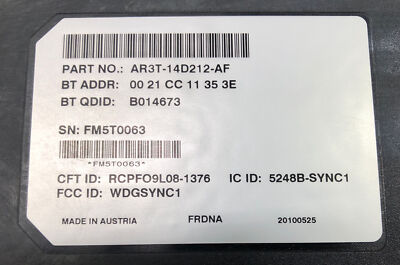 PART NO.: AR3T-14D212-AF
BT ADDR: 00 21 CC 11 35 3E
BT QDID: B014673
SN: FM5T0063
*FM5T0063*
CFT ID: RCPFO9L08-1376 IC ID: 5248B-SYNC1
FCC ID: WDGSYNC1
MADE IN AUSTRIA FRDNA 20100525